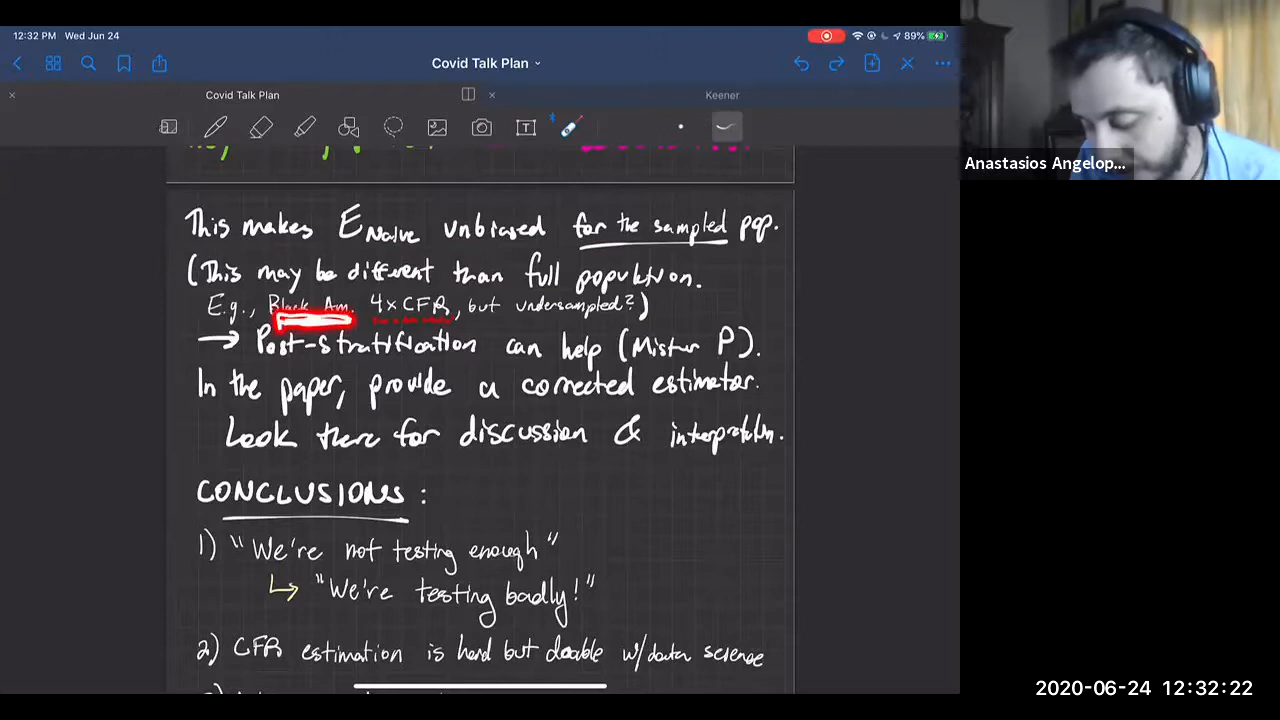 12:32 PM Wed Jun 24
89%
Covid Talk Plan
Covid Talk Plan
Keener
T
Anastasios Angelop...
This makes E Naive unbiased for the sampled pop.
(This may be different than full population.
E.g., Black Am. 4xCFR, but undersampled?)
→ Post-stratification can help (Mister P).
In the paper, provide a corrected estimator.
Look there for discussion & interpretation.
CONCLUSIONS:
1) "We're not testing enough"
↳ "We're testing badly!"
2) CFR estimation is hard but doable w/data science
2020-06-24 12:32:22